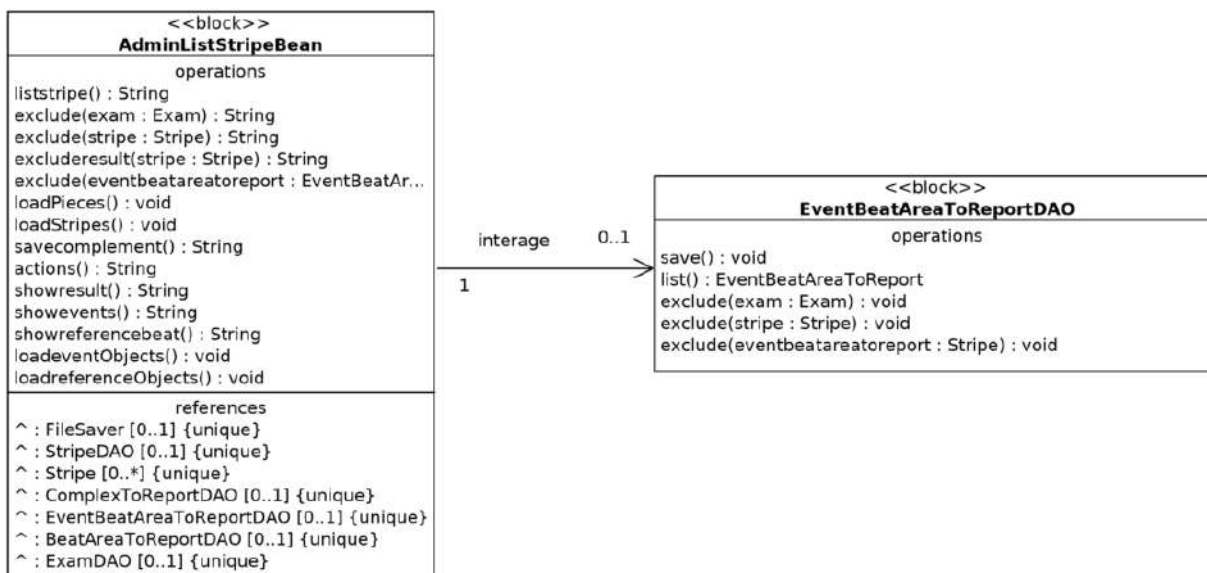 <<block>>
AdminListStripeBean
operations
liststripe() : String
exclude(exam : Exam) : String
exclude(stripe : Stripe) : String
excluderesult(stripe : Stripe) : String
exclude(eventbeatareatoreport : EventBeatAr...
loadPieces() : void
loadStripes() : void
savecomplement() : String
actions() : String
showresult() : String
showevents() : String
showreferencebeat() : String
loadeventObjects() : void
loadreferenceObjects() : void
references
^ : FileSaver [0..1] {unique}
^ : StripeDAO [0..1] {unique}
^ : Stripe [0..*] {unique}
^ : ComplexToReportDAO [0..1] {unique}
^ : EventBeatAreaToReportDAO [0..1] {unique}
^ : BeatAreaToReportDAO [0..1] {unique}
^ : ExamDAO [0..1] {unique}
interage
0..1
1
<<block>>
EventBeatAreaToReportDAO
operations
save() : void
list() : EventBeatAreaToReport
exclude(exam : Exam) : void
exclude(stripe : Stripe) : void
exclude(eventbeatareatoreport : Stripe) : void